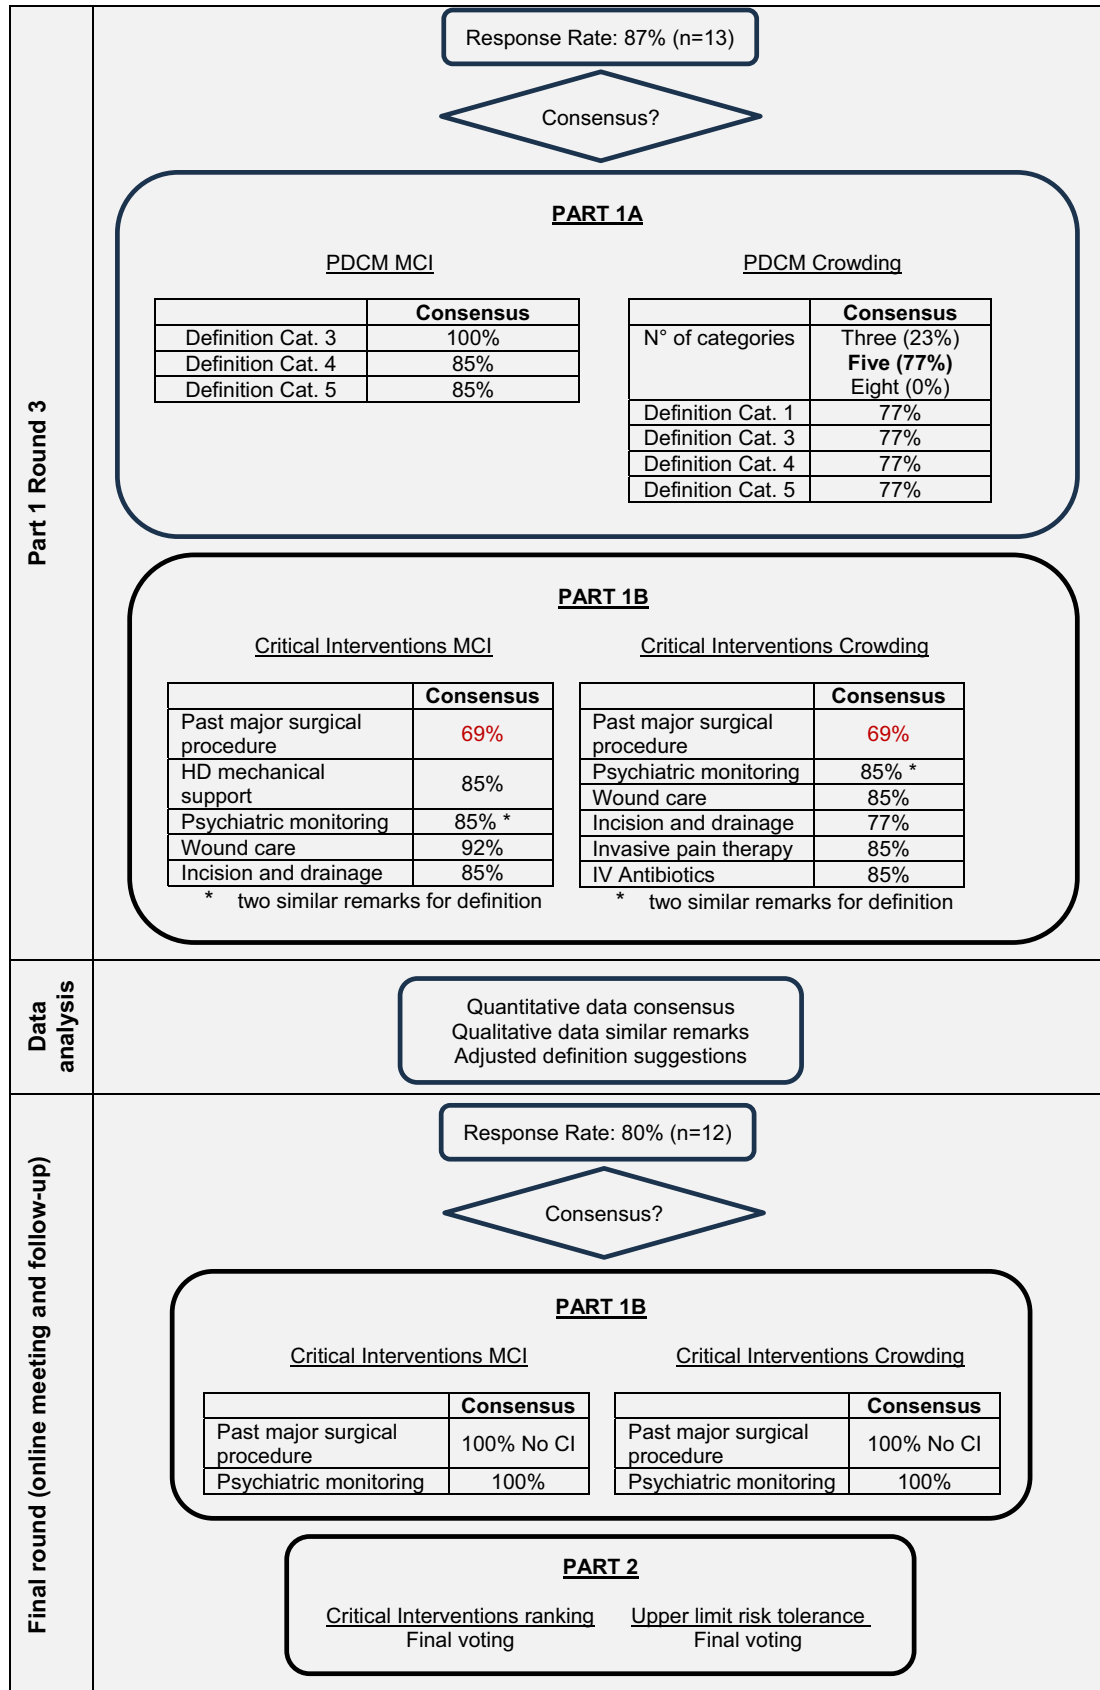 Part 1 Round 3
Response Rate: 87% (n=13)
Consensus?
PART 1A
PDCM MCI
Consensus
Definition Cat. 3 100%
Definition Cat. 4 85%
Definition Cat. 5 85%
PDCM Crowding
Consensus
N° of categories Three (23%)
Five (77%)
Eight (0%)
Definition Cat. 1 77%
Definition Cat. 3 77%
Definition Cat. 4 77%
Definition Cat. 5 77%
PART 1B
Critical Interventions MCI
Consensus
Past major surgical
procedure 69%
HD mechanical
support 85%
Psychiatric monitoring 85% *
Wound care 92%
Incision and drainage 85%
* two similar remarks for definition
Critical Interventions Crowding
Consensus
Past major surgical
procedure 69%
Psychiatric monitoring 85% *
Wound care 85%
Incision and drainage 77%
Invasive pain therapy 85%
IV Antibiotics 85%
* two similar remarks for definition
Data
analysis
Quantitative data consensus
Qualitative data similar remarks
Adjusted definition suggestions
Final round (online meeting and follow-up)
Response Rate: 80% (n=12)
Consensus?
PART 1B
Critical Interventions MCI
Consensus
Past major surgical
procedure 100% No CI
Psychiatric monitoring 100%
Critical Interventions Crowding
Consensus
Past major surgical
procedure 100% No CI
Psychiatric monitoring 100%
PART 2
Critical Interventions ranking
Final voting
Upper limit risk tolerance
Final voting